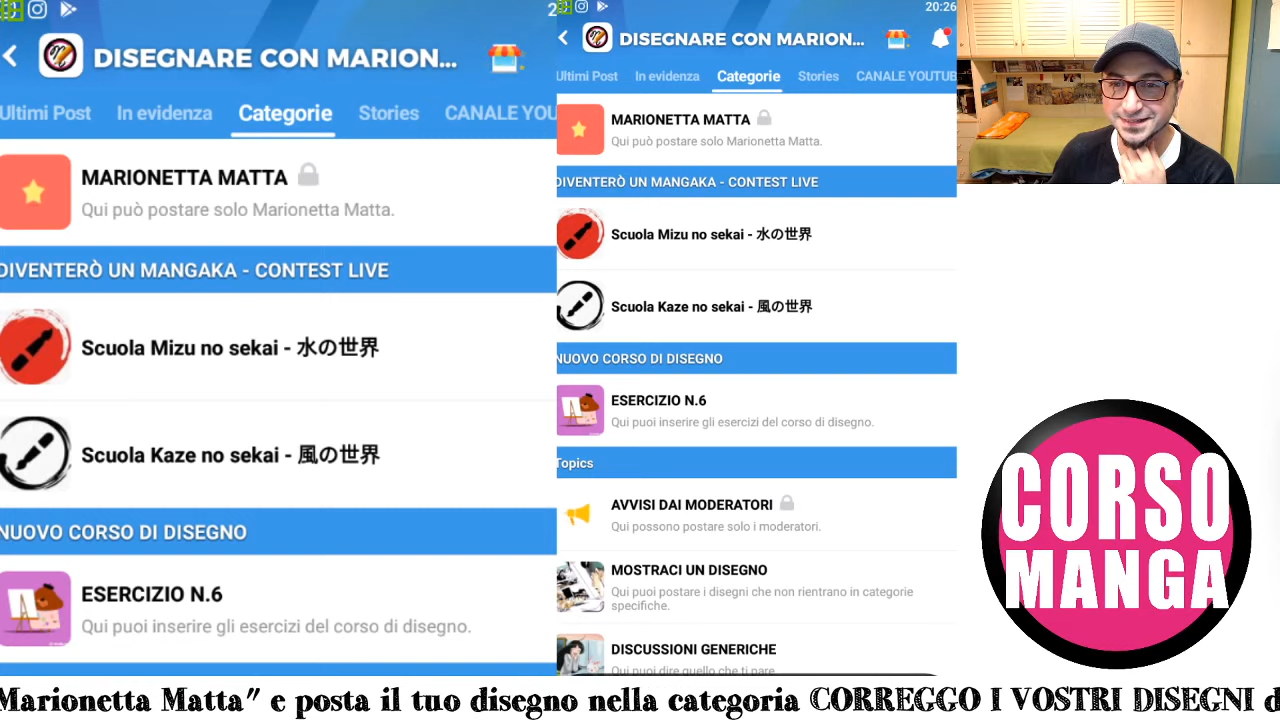 DISEGNARE CON MARION...
Ultimi Post In evidenza Categorie Stories CANALE YOU
MARIONETTA MATTA
Qui può postare solo Marionetta Matta.
DIVENTERÒ UN MANGAKA - CONTEST LIVE
Scuola Mizu no sekai - 水の世界
Scuola Kaze no sekai - 風の世界
NUOVO CORSO DI DISEGNO
ESERCIZIO N.6
Qui puoi inserire gli esercizi del corso di disegno.
20:26
DISEGNARE CON MARION...
Ultimi Post In evidenza Categorie Stories CANALE YOUTUB
MARIONETTA MATTA
Qui può postare solo Marionetta Matta.
DIVENTERÒ UN MANGAKA - CONTEST LIVE
Scuola Mizu no sekai - 水の世界
Scuola Kaze no sekai - 風の世界
NUOVO CORSO DI DISEGNO
ESERCIZIO N.6
Qui puoi inserire gli esercizi del corso di disegno.
Topics
AVVISI DAI MODERATORI
Qui possono postare solo i moderatori.
MOSTRACI UN DISEGNO
Qui puoi postare i disegni che non rientrano in categorie
specifiche.
DISCUSSIONI GENERICHE
Qui puoi dire quello che ti pare.
CORSO
MANGA
Marionetta Matta" e posta il tuo disegno nella categoria CORREGGO I VOSTRI DISEGNI d